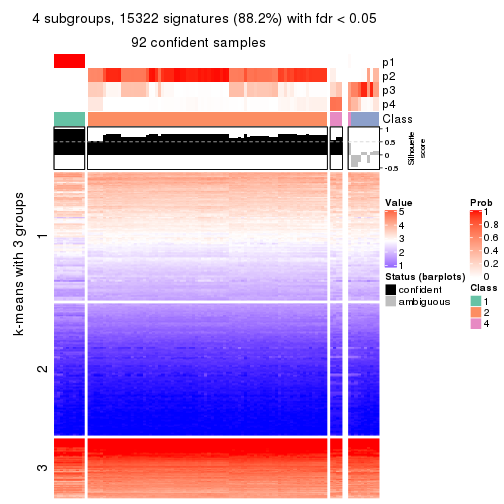 4 subgroups, 15322 signatures (88.2%) with fdr < 0.05
92 confident samples
p1
p2
p3
p4
Class
1
0.5
0
-0.5
Silhouette
score
k-means with 3 groups
1
2
3
Value
5
4
3
2
1
Status (barplots)
confident
ambiguous
Prob
1
0.8
0.6
0.4
0.2
0
Class
1
2
4